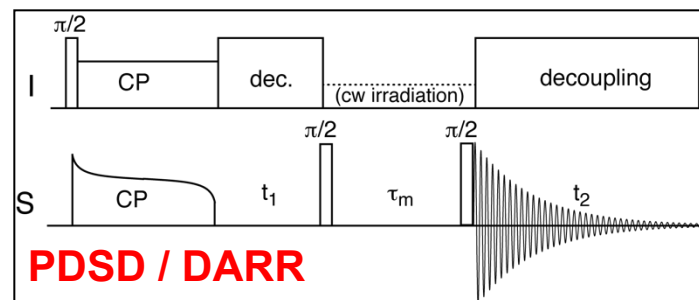 π/2
I
CP
dec.
(cw irradiation)
decoupling
π/2
π/2
S
CP
t₁
τₘ
t₂
PDSD / DARR